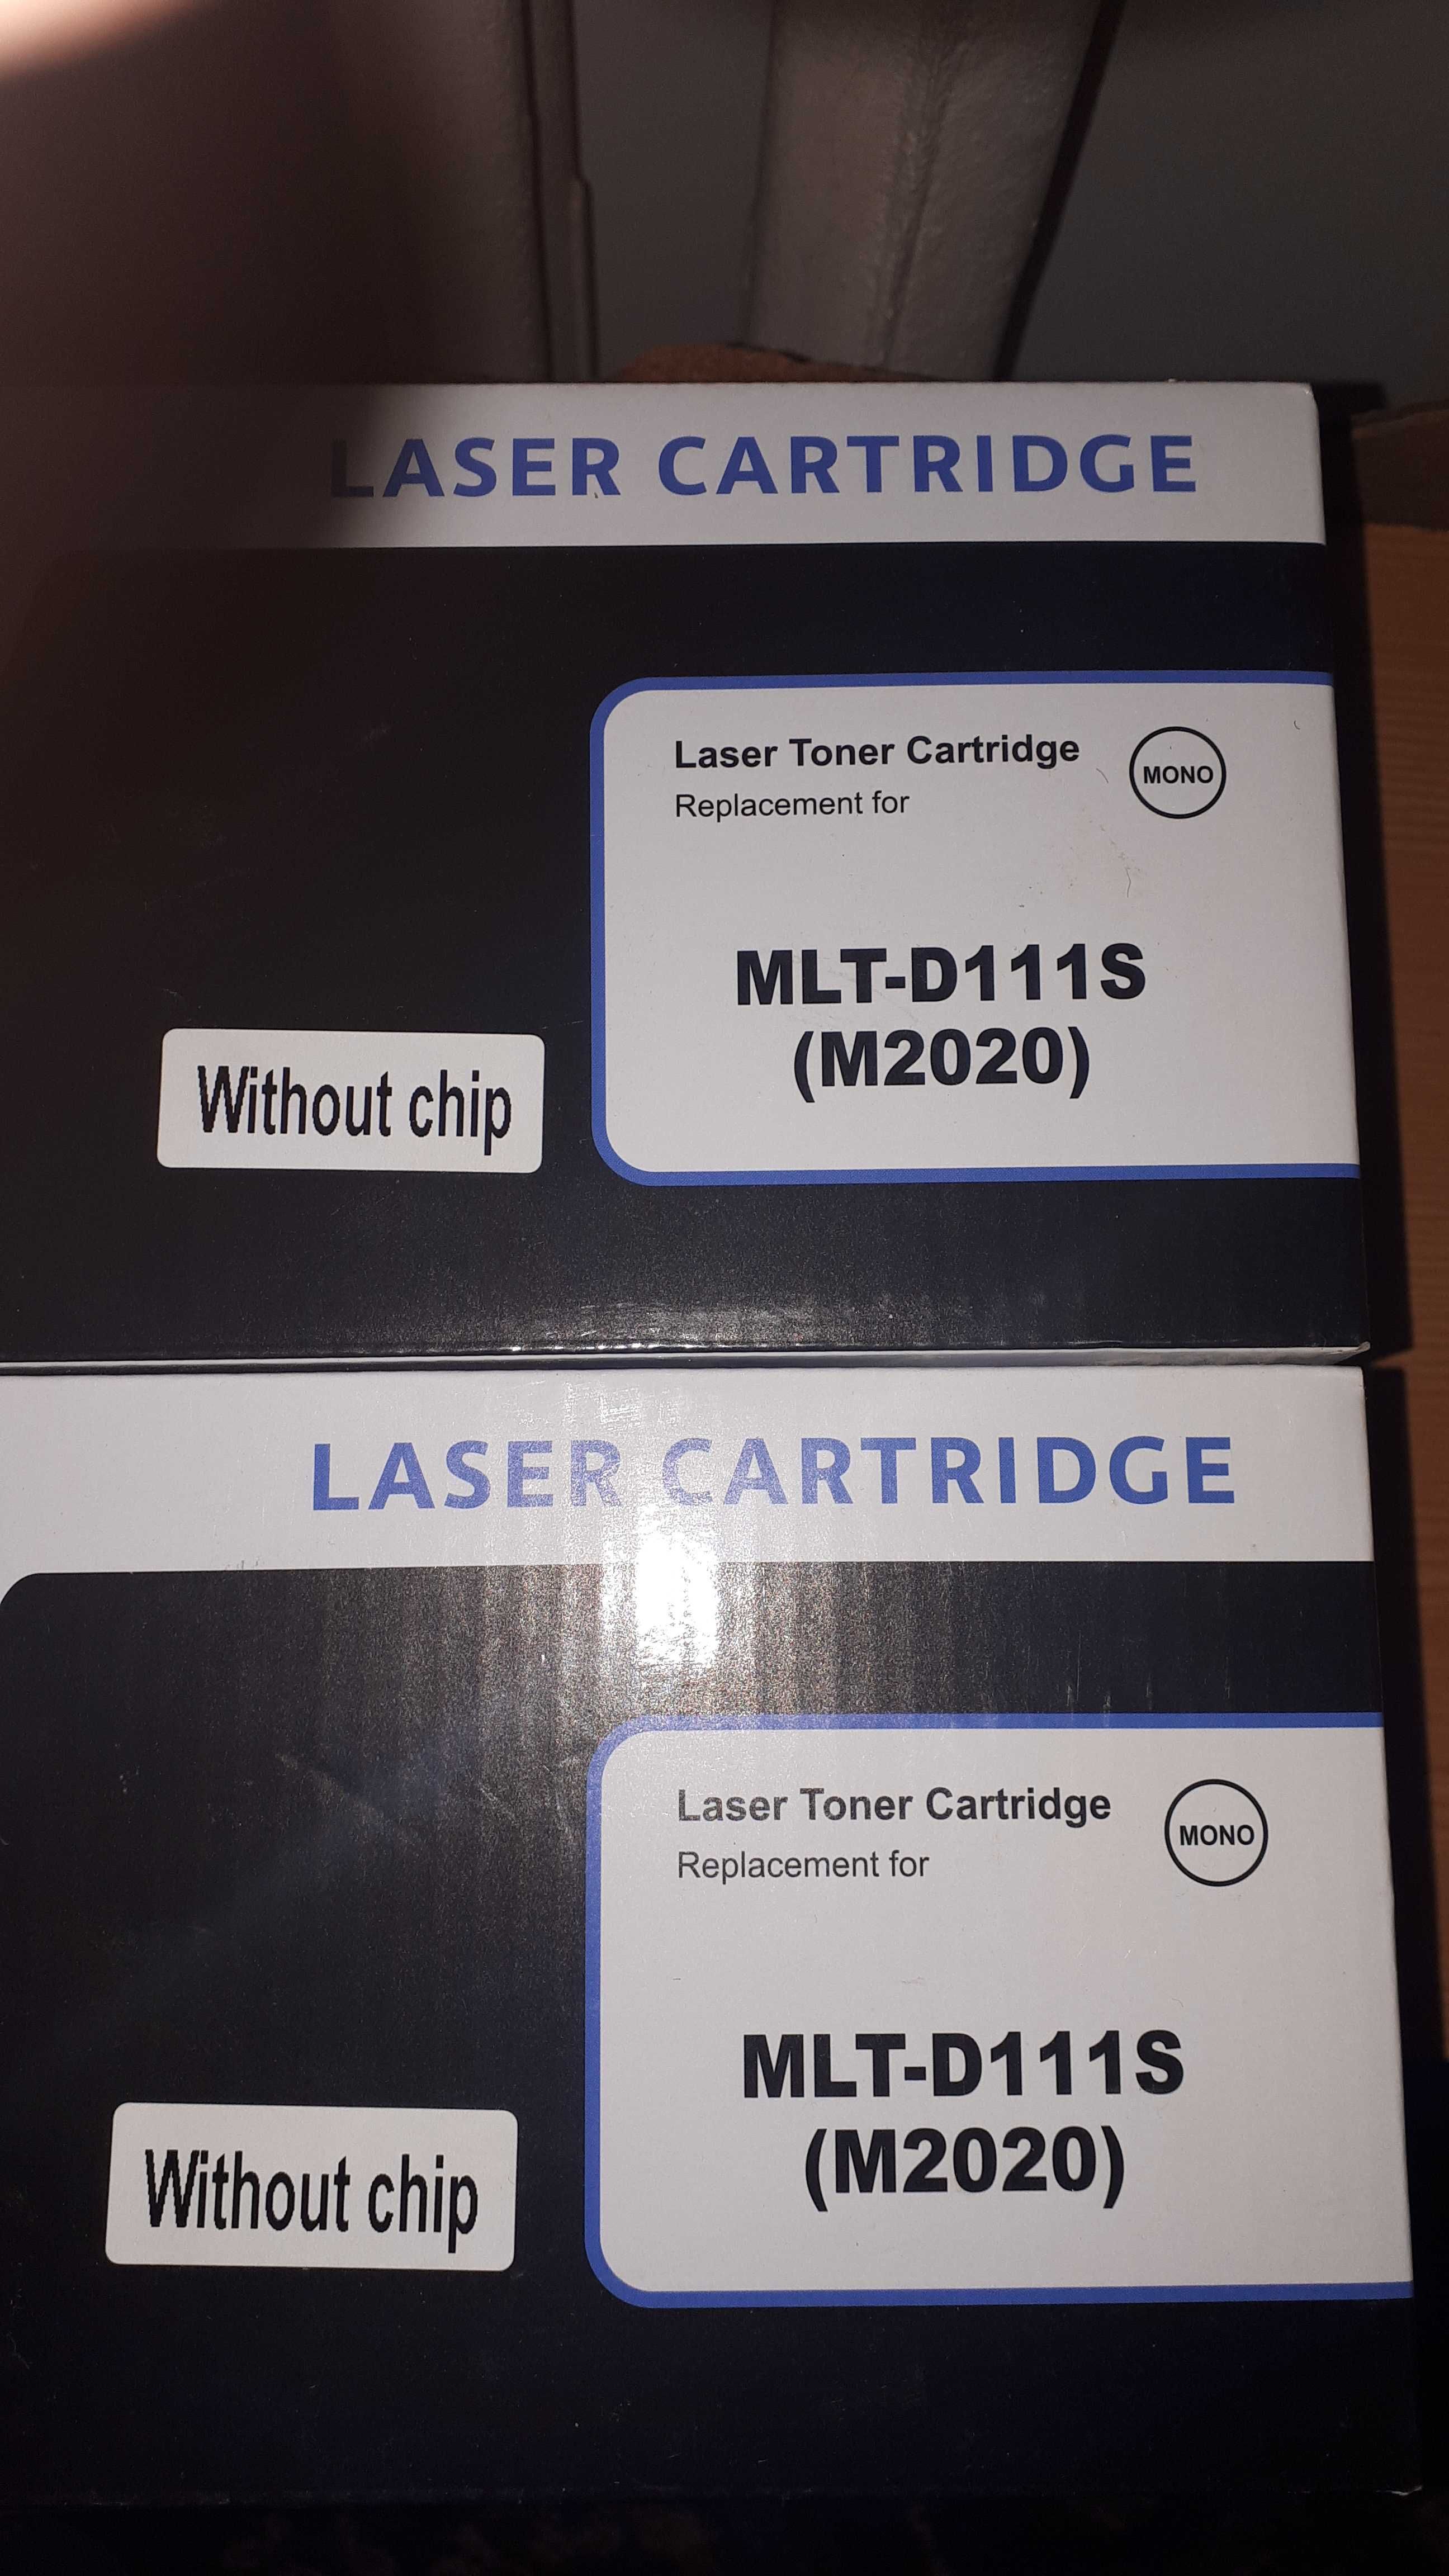 LASER CARTRIDGE
Laser Toner Cartridge
MONO
Replacement for
MLT-D111S
(M2020)
Without chip
LASER CARTRIDGE
Laser Toner Cartridge
MONO
Replacement for
MLT-D111S
(M2020)
Without chip